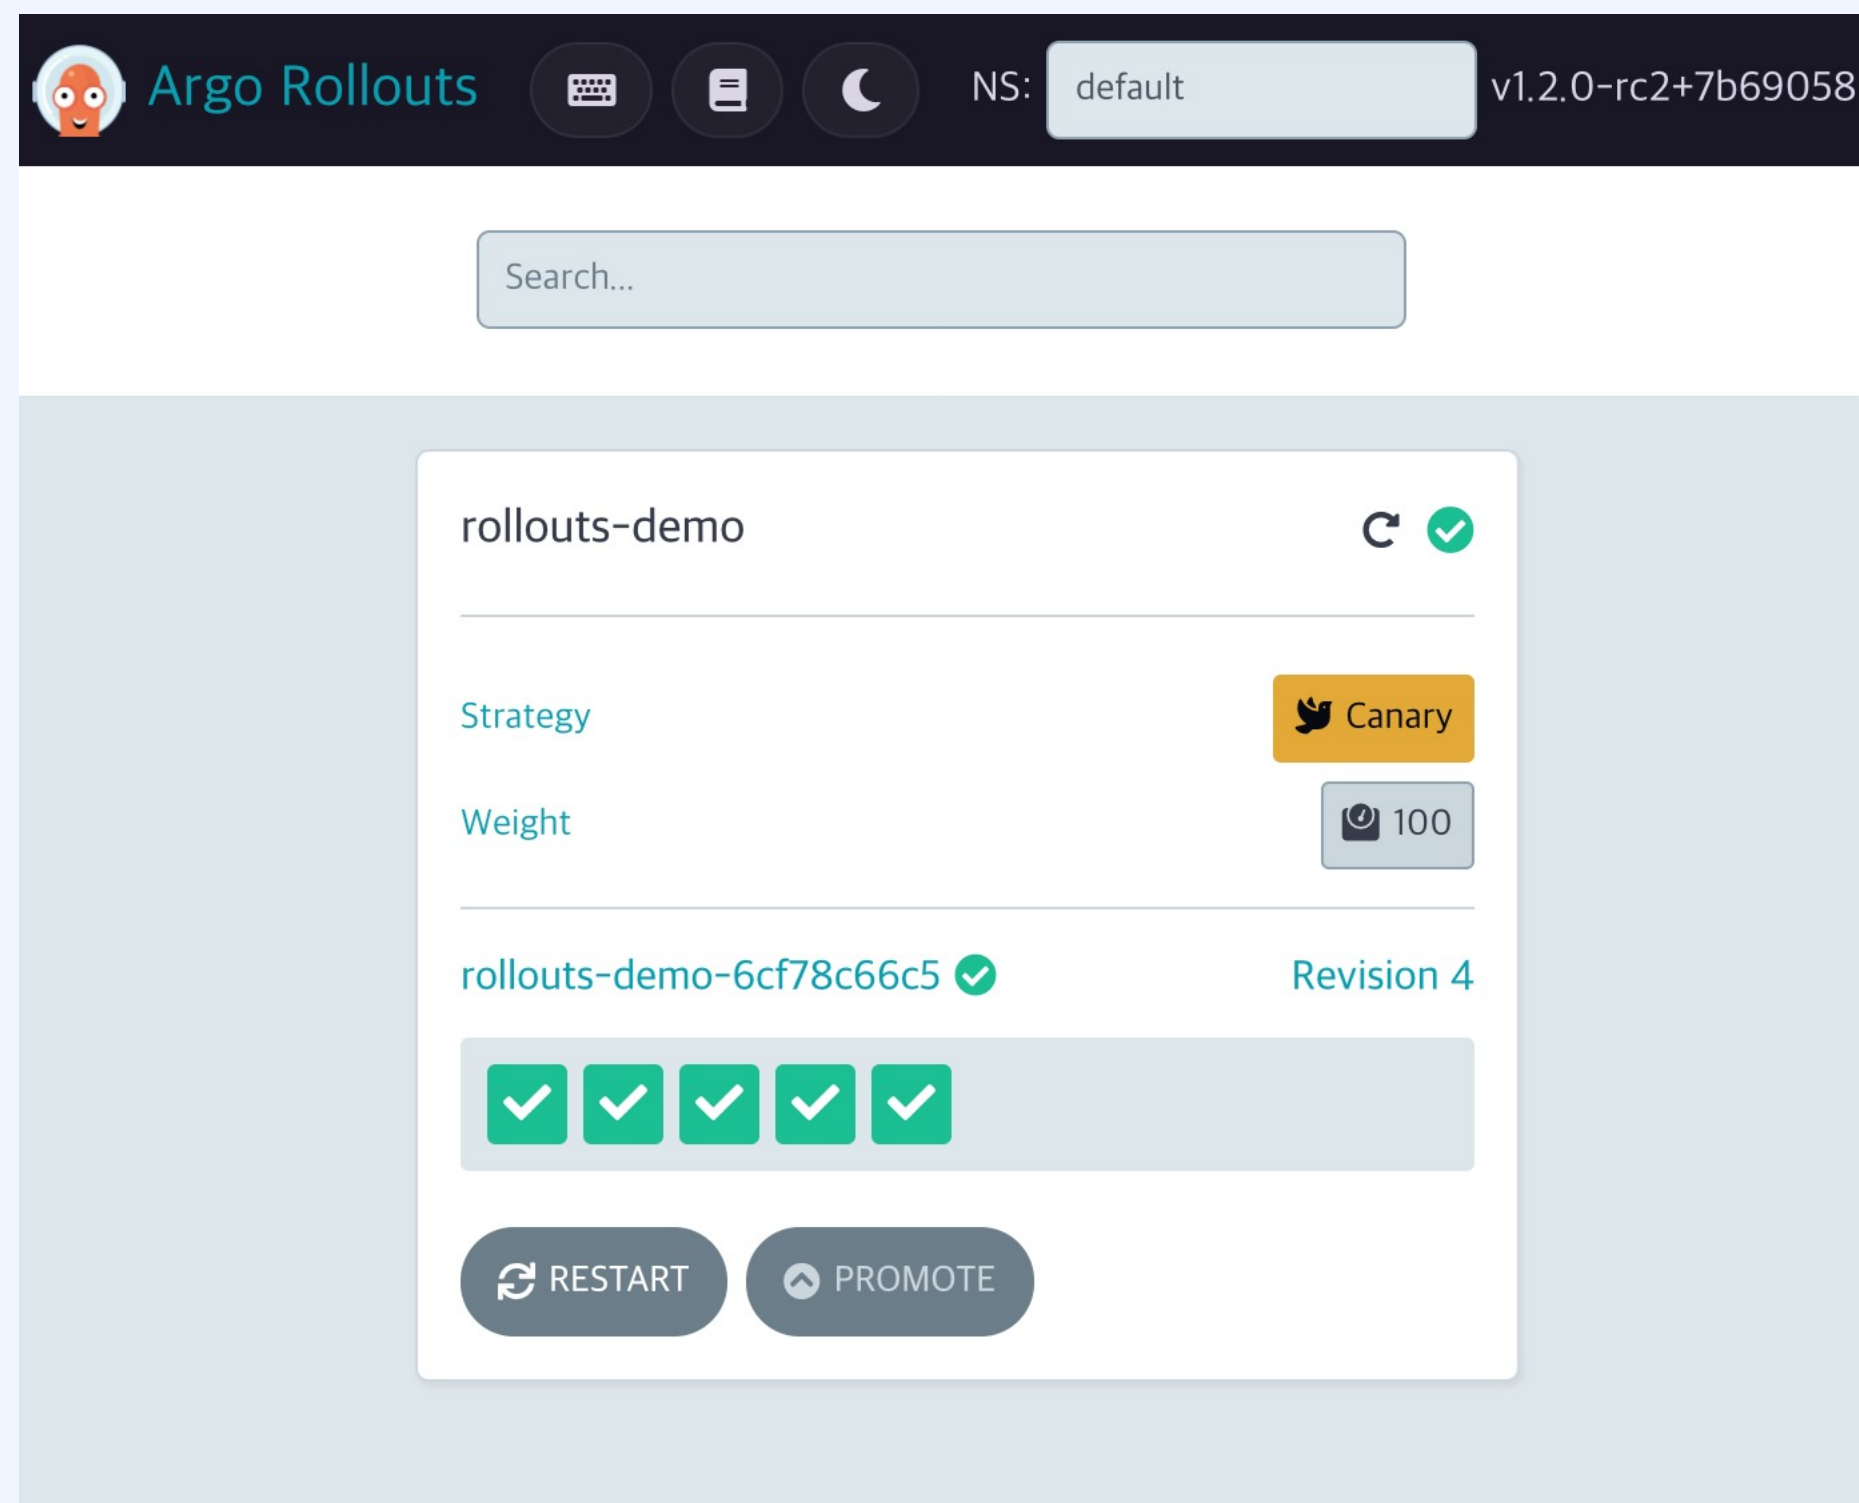 Argo Rollouts NS: default v1.2.0-rc2+7b69058
Search...
rollouts-demo
Strategy Canary
Weight 100
rollouts-demo-6cf78c66c5 Revision 4
RESTART PROMOTE